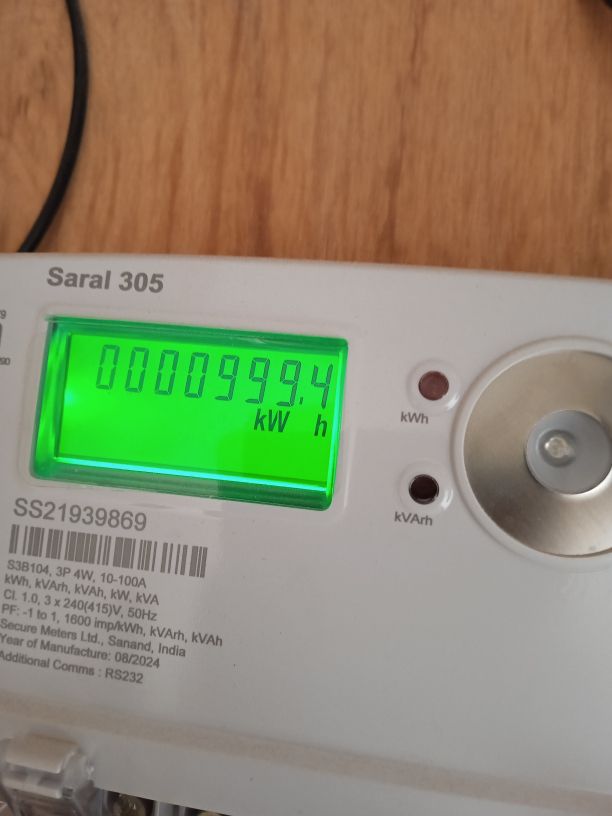 Saral 305
0000999.4
kW h
kWh
kVArh
SS21939869
S3B104, 3P 4W, 10-100A
kWh, kVArh, kVAh, kW, kVA
Cl. 1.0, 3 x 240(415)V, 50Hz
PF: -1 to 1, 1600 imp/kWh, kVArh, kVAh
Secure Meters Ltd., Sanand, India
Year of Manufacture: 08/2024
Additional Comms : RS232